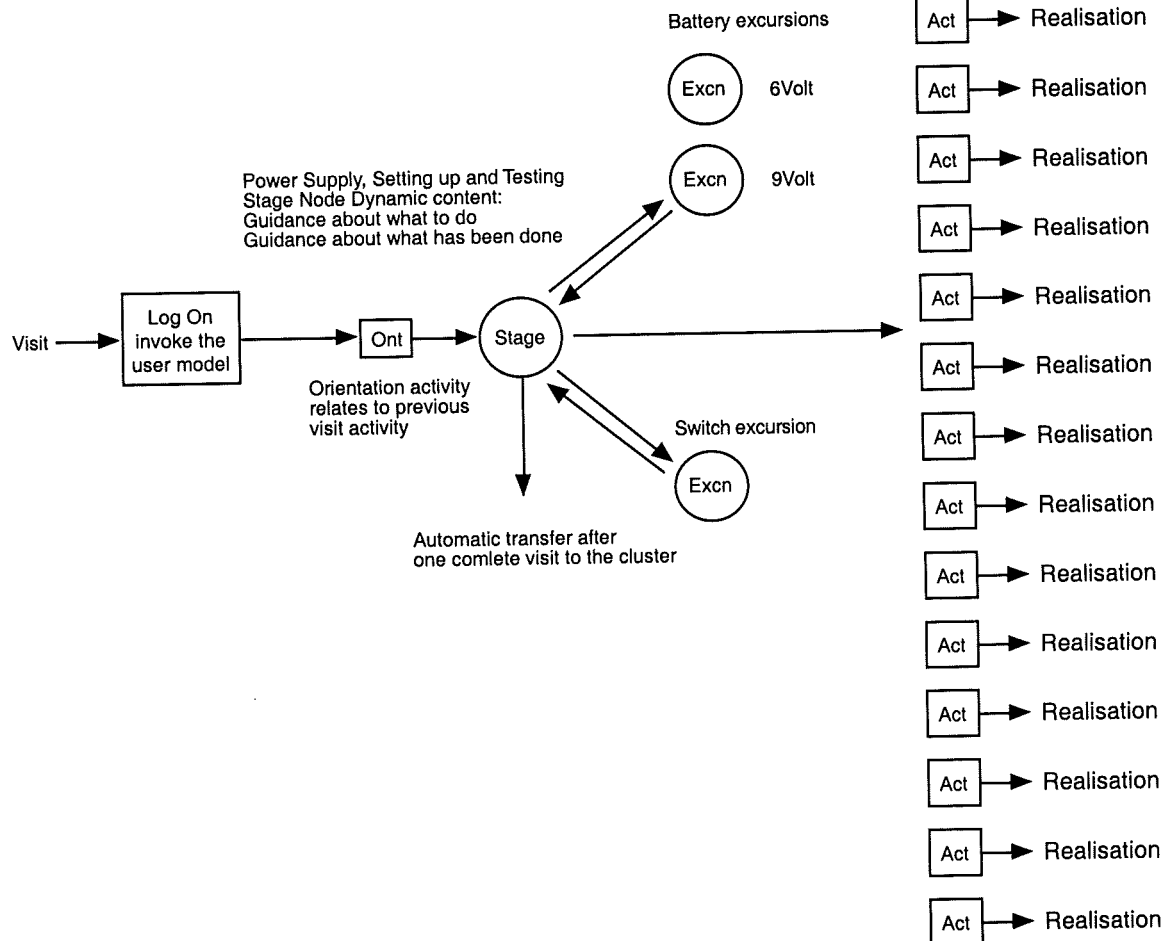 Battery excursions
Excn 6Volt
Excn 9Volt
Power Supply, Setting up and Testing
Stage Node Dynamic content:
Guidance about what to do
Guidance about what has been done
Visit
Log On
invoke the
user model
Ont
Stage
Orientation activity
relates to previous
visit activity
Switch excursion
Excn
Automatic transfer after
one comlete visit to the cluster
Act Realisation
Act Realisation
Act Realisation
Act Realisation
Act Realisation
Act Realisation
Act Realisation
Act Realisation
Act Realisation
Act Realisation
Act Realisation
Act Realisation
Act Realisation
Act Realisation